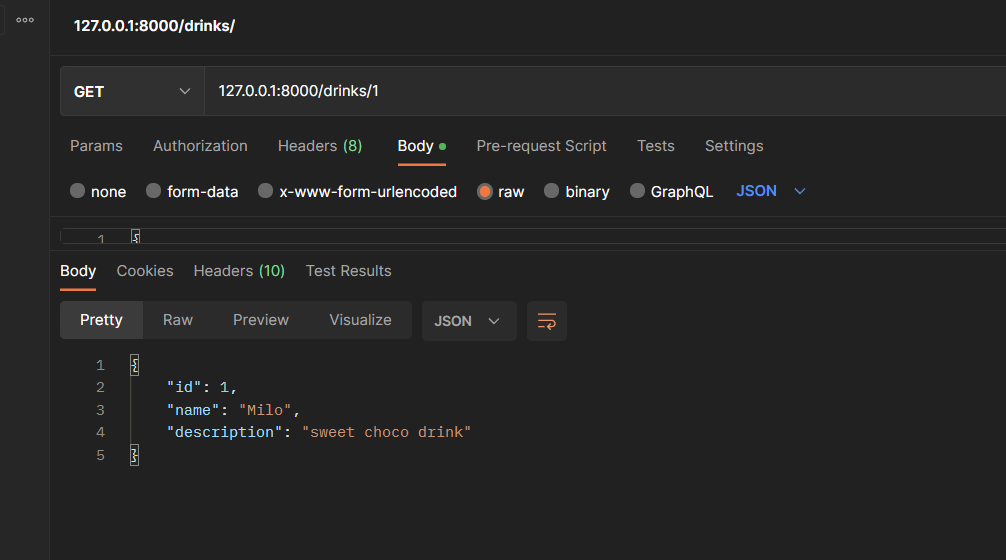 127.0.0.1:8000/drinks/
GET 127.0.0.1:8000/drinks/1
Params Authorization Headers (8) Body Pre-request Script Tests Settings
none form-data x-www-form-urlencoded raw binary GraphQL JSON
1 {
Body Cookies Headers (10) Test Results
Pretty Raw Preview Visualize JSON
1 {
2 "id": 1,
3 "name": "Milo",
4 "description": "sweet choco drink"
5 }